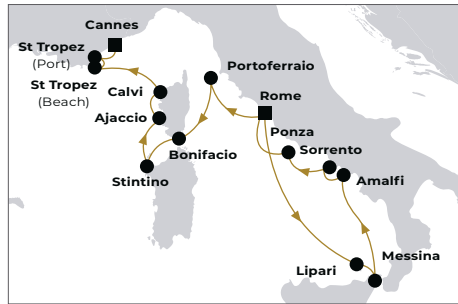 Cannes
St Tropez
(Port)
St Tropez
(Beach)
Portoferraio
Calvi
Rome
Ajaccio
Ponza
Sorrento
Bonifacio
Stintino
Amalfi
Messina
Lipari